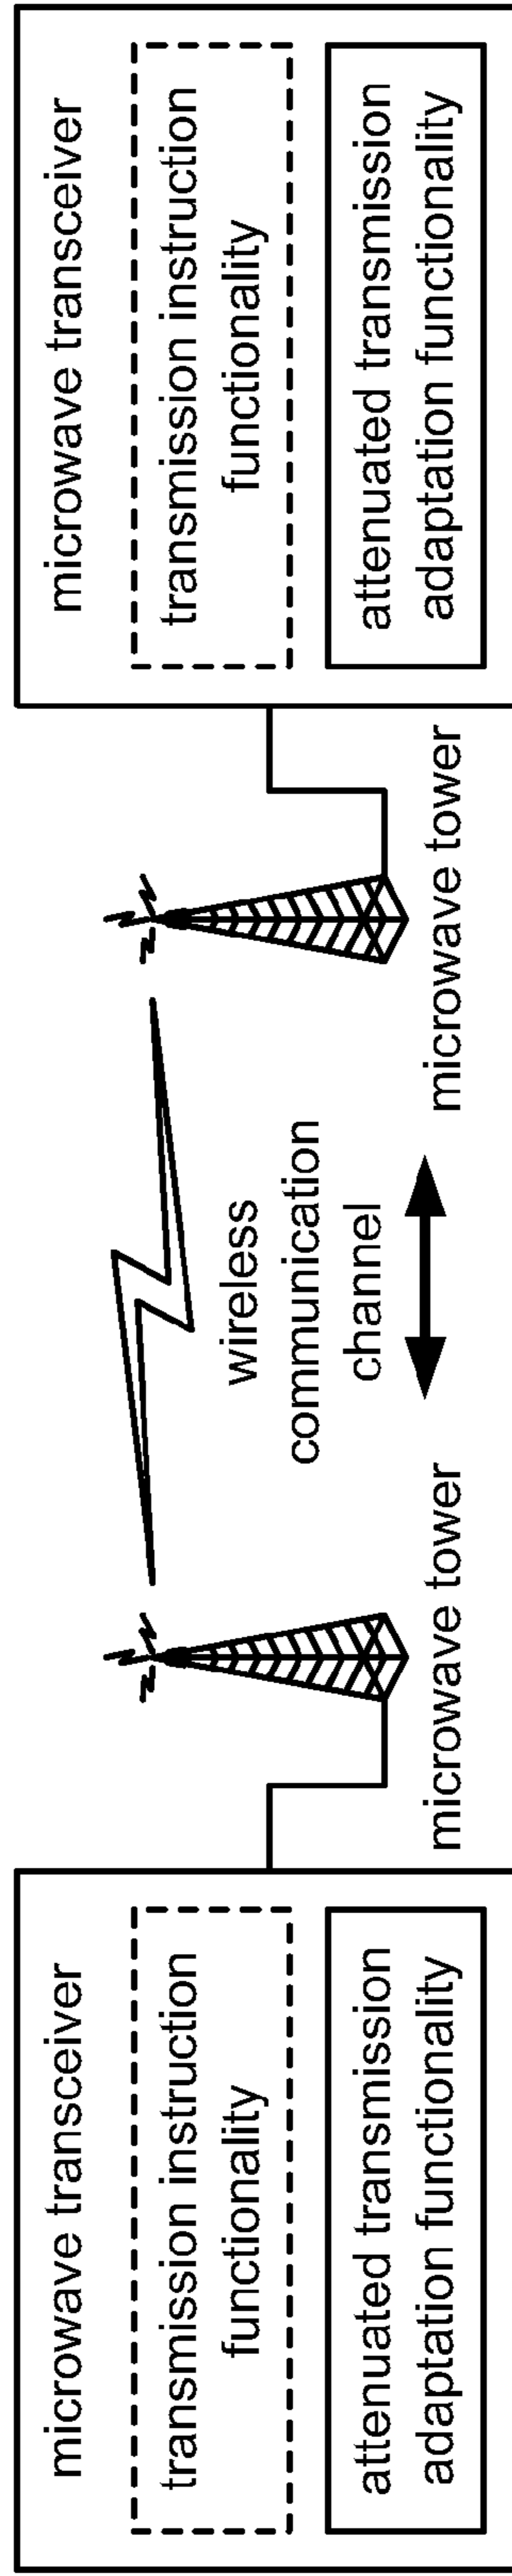 microwave transceiver
transmission instruction
functionality
attenuated transmission
adaptation functionality
microwave tower
wireless
communication
channel
microwave tower
microwave transceiver
transmission instruction
functionality
attenuated transmission
adaptation functionality